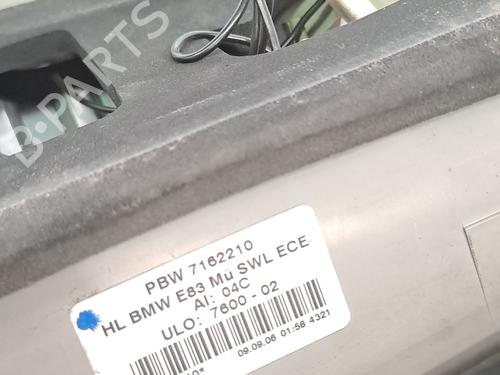 B-PARTS
PBW 7162210
HL BMW E83 Mü SWL ECE
AI: 04C
ULO: 7600 - 02
09.09.06 01:58 4321